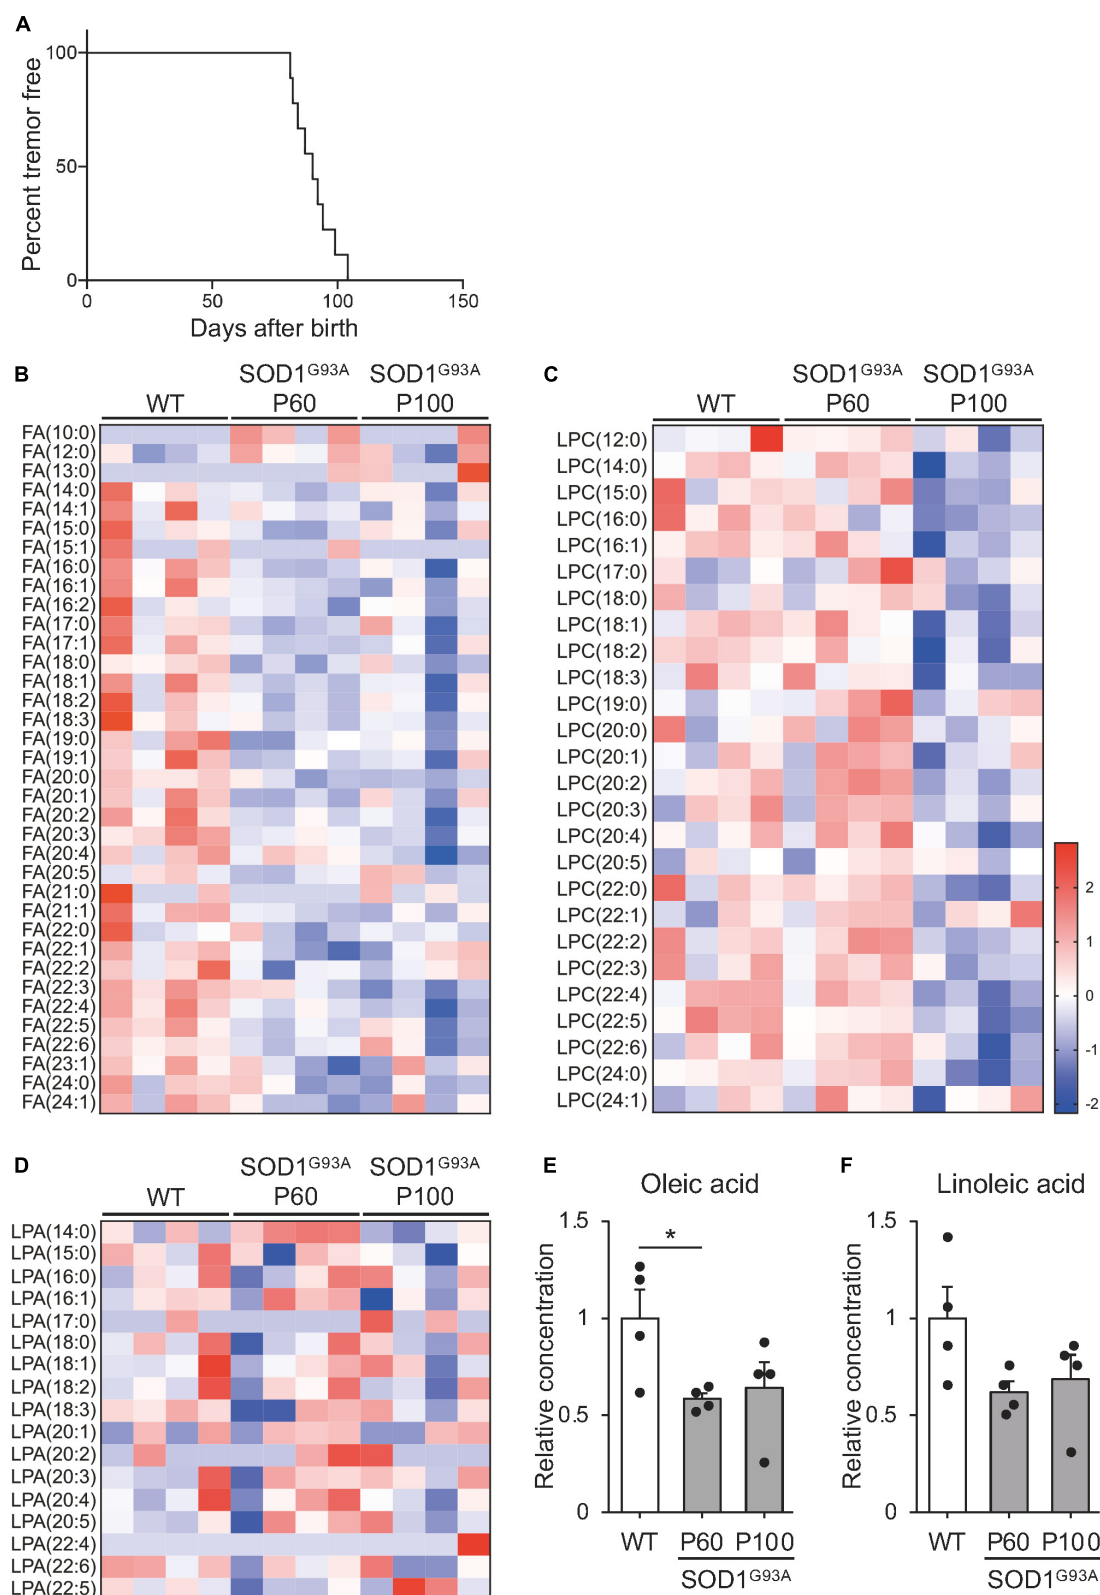 A
Percent tremor free
100
50
0
0 50 100 150
Days after birth
B
WT
SOD1G93A
P60
SOD1G93A
P100
FA(10:0)
FA(12:0)
FA(13:0)
FA(14:0)
FA(14:1)
FA(15:0)
FA(15:1)
FA(16:0)
FA(16:1)
FA(16:2)
FA(17:0)
FA(17:1)
FA(18:0)
FA(18:1)
FA(18:2)
FA(18:3)
FA(19:0)
FA(19:1)
FA(20:0)
FA(20:1)
FA(20:2)
FA(20:3)
FA(20:4)
FA(20:5)
FA(21:0)
FA(21:1)
FA(22:0)
FA(22:1)
FA(22:2)
FA(22:3)
FA(22:4)
FA(22:5)
FA(22:6)
FA(23:1)
FA(24:0)
FA(24:1)
C
WT
SOD1G93A
P60
SOD1G93A
P100
LPC(12:0)
LPC(14:0)
LPC(15:0)
LPC(16:0)
LPC(16:1)
LPC(17:0)
LPC(18:0)
LPC(18:1)
LPC(18:2)
LPC(18:3)
LPC(19:0)
LPC(20:0)
LPC(20:1)
LPC(20:2)
LPC(20:3)
LPC(20:4)
LPC(20:5)
LPC(22:0)
LPC(22:1)
LPC(22:2)
LPC(22:3)
LPC(22:4)
LPC(22:5)
LPC(22:6)
LPC(24:0)
LPC(24:1)
2
1
0
-1
-2
D
WT
SOD1G93A
P60
SOD1G93A
P100
LPA(14:0)
LPA(15:0)
LPA(16:0)
LPA(16:1)
LPA(17:0)
LPA(18:0)
LPA(18:1)
LPA(18:2)
LPA(18:3)
LPA(20:1)
LPA(20:2)
LPA(20:3)
LPA(20:4)
LPA(20:5)
LPA(22:4)
LPA(22:6)
LPA(22:5)
E
Oleic acid
Relative concentration
1.5
1
0.5
0
*
WT P60 P100
SOD1G93A
F
Linoleic acid
Relative concentration
1.5
1
0.5
0
WT P60 P100
SOD1G93A